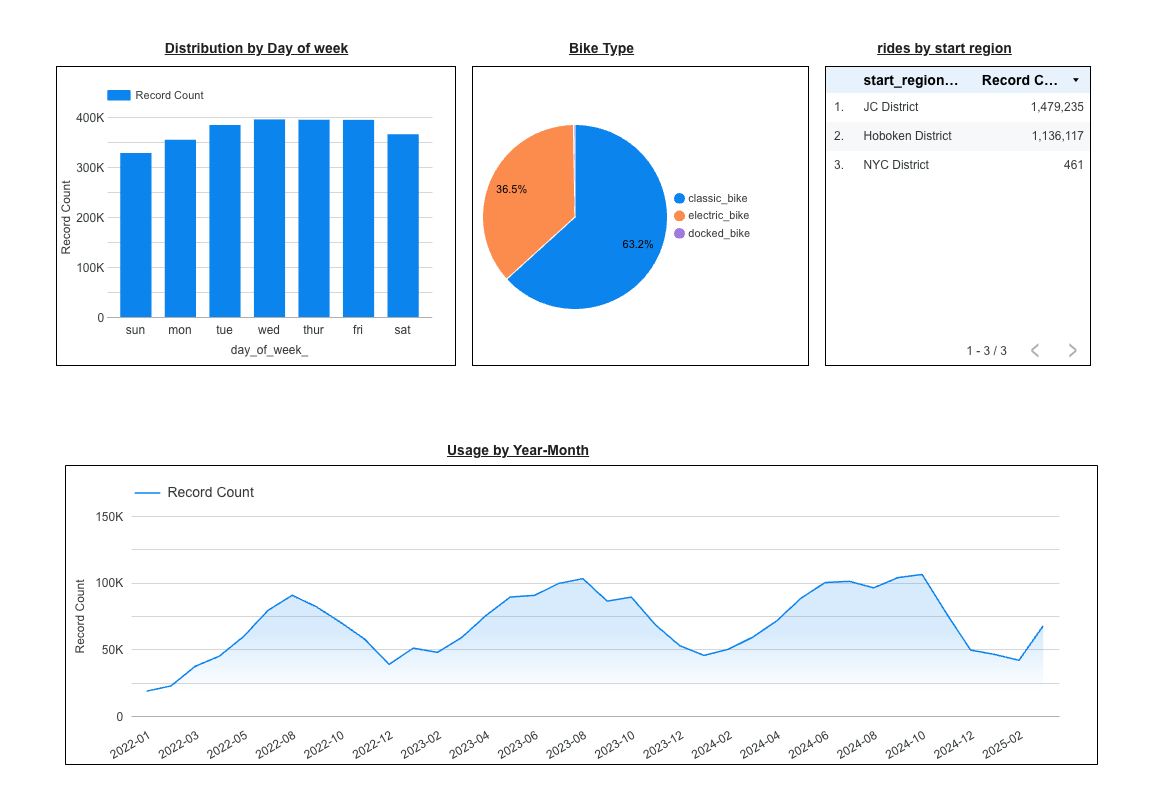 Distribution by Day of week
Record Count
400K
300K
200K
100K
0
Record Count
sun mon tue wed thur fri sat
day_of_week_
Bike Type
36.5%
63.2%
classic_bike
electric_bike
docked_bike
rides by start region
start_region… Record C…
1. JC District 1,479,235
2. Hoboken District 1,136,117
3. NYC District 461
1 - 3 / 3
Usage by Year-Month
Record Count
150K
100K
50K
0
Record Count
2022-01 2022-03 2022-05 2022-08 2022-10 2022-12 2023-02 2023-04 2023-06 2023-08 2023-10 2023-12 2024-02 2024-04 2024-06 2024-08 2024-10 2024-12 2025-02